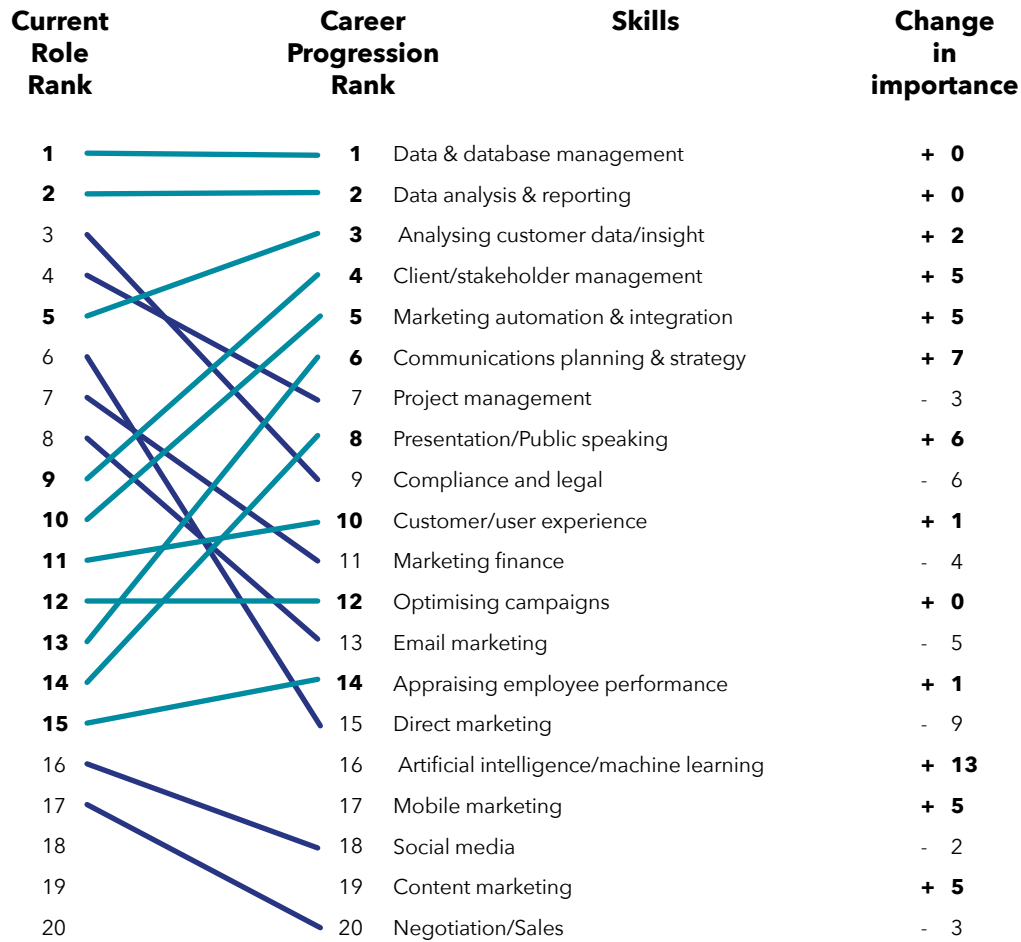 Current Role Rank Career Progression Rank Skills Change in importance
1 1 Data & database management + 0
2 2 Data analysis & reporting + 0
3 3 Analysing customer data/insight + 2
4 4 Client/stakeholder management + 5
5 5 Marketing automation & integration + 5
6 6 Communications planning & strategy + 7
7 7 Project management - 3
8 8 Presentation/Public speaking + 6
9 9 Compliance and legal - 6
10 10 Customer/user experience + 1
11 11 Marketing finance - 4
12 12 Optimising campaigns + 0
13 13 Email marketing - 5
14 14 Appraising employee performance + 1
15 15 Direct marketing - 9
16 16 Artificial intelligence/machine learning + 13
17 17 Mobile marketing + 5
18 18 Social media - 2
19 19 Content marketing + 5
20 20 Negotiation/Sales - 3